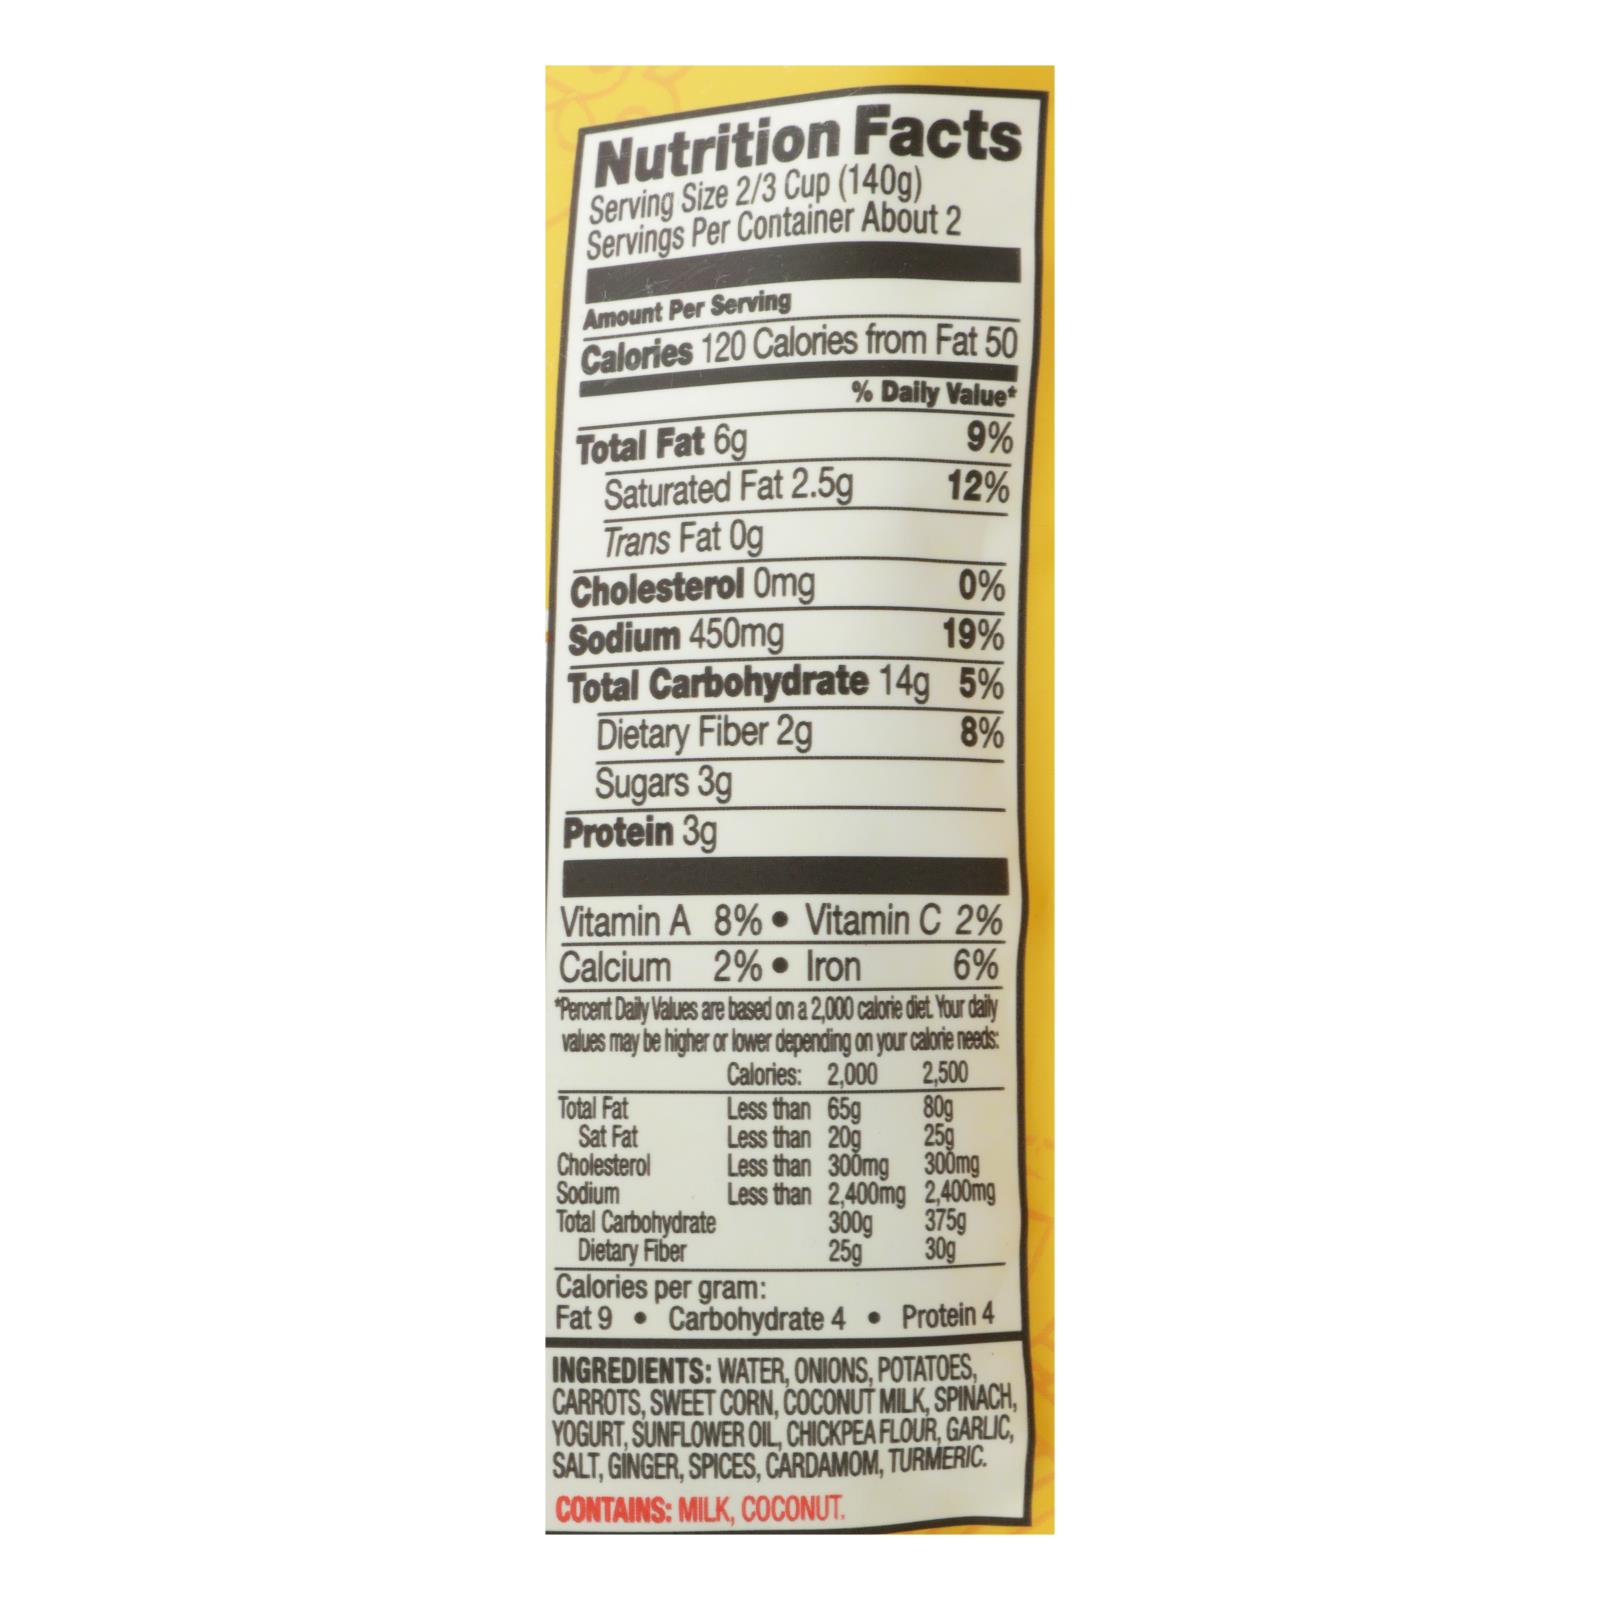 Nutrition Facts
Serving Size 2/3 Cup (140g)
Servings Per Container About 2
Amount Per Serving
Calories 120 Calories from Fat 50
% Daily Value*
Total Fat 6g 9%
Saturated Fat 2.5g 12%
Trans Fat 0g
Cholesterol 0mg 0%
Sodium 450mg 19%
Total Carbohydrate 14g 5%
Dietary Fiber 2g 8%
Sugars 3g
Protein 3g
Vitamin A 8% • Vitamin C 2%
Calcium 2% • Iron 6%
*Percent Daily Values are based on a 2,000 calorie diet. Your daily
values may be higher or lower depending on your calorie needs:
Calories: 2,000 2,500
Total Fat Less than 65g 80g
Sat Fat Less than 20g 25g
Cholesterol Less than 300mg 300mg
Sodium Less than 2,400mg 2,400mg
Total Carbohydrate 300g 375g
Dietary Fiber 25g 30g
Calories per gram:
Fat 9 • Carbohydrate 4 • Protein 4
INGREDIENTS: WATER, ONIONS, POTATOES,
CARROTS, SWEET CORN, COCONUT MILK, SPINACH,
YOGURT, SUNFLOWER OIL, CHICKPEA FLOUR, GARLIC,
SALT, GINGER, SPICES, CARDAMOM, TURMERIC.
CONTAINS: MILK, COCONUT.